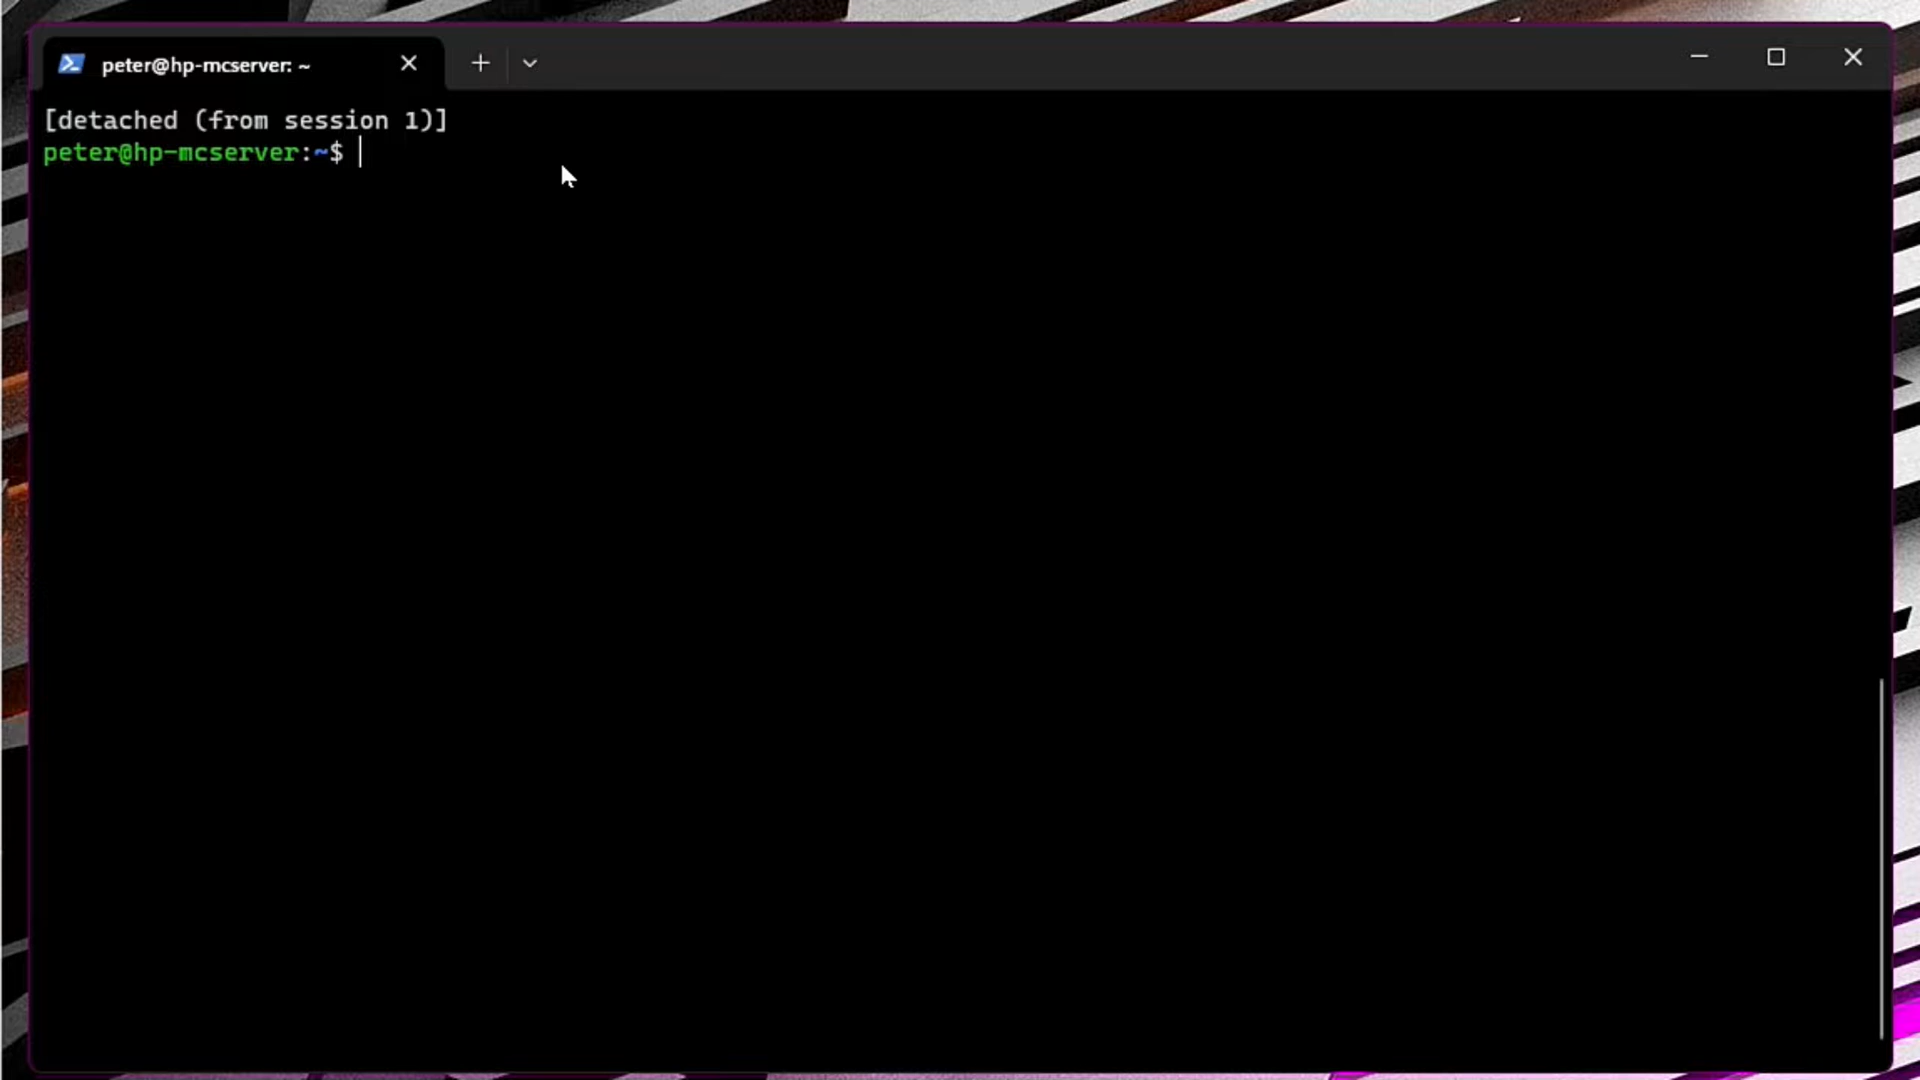 peter@hp-mcserver: ~
[detached (from session 1)]
peter@hp-mcserver:~$